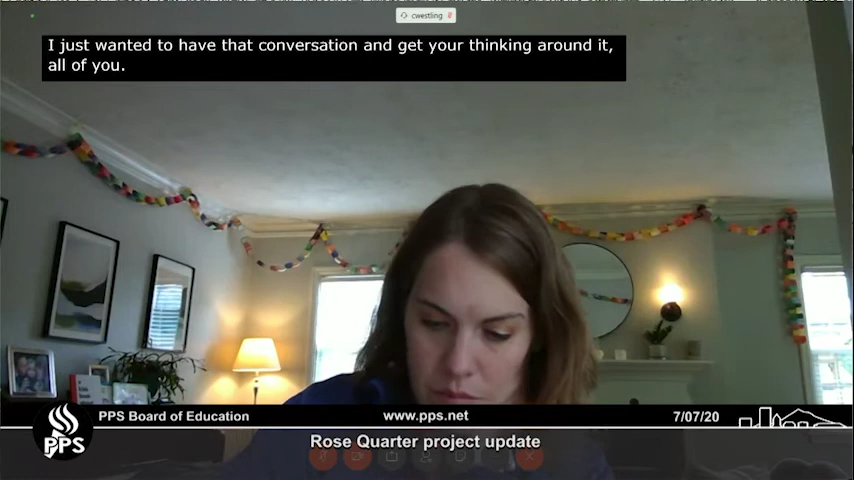 cwestling
I just wanted to have that conversation and get your thinking around it,
all of you.
PPS Board of Education
www.pps.net
7/07/20
PPS
Rose Quarter project update